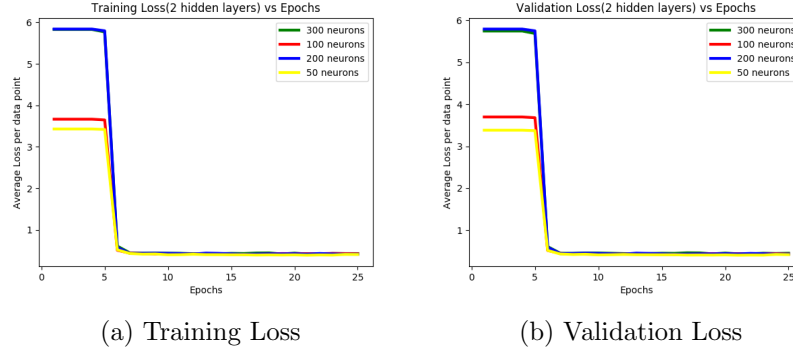 Training Loss(2 hidden layers) vs Epochs
6
5
4
3
2
1
Average Loss per data point
300 neurons
100 neurons
200 neurons
50 neurons
0
5
10
15
20
25
Epochs
(a) Training Loss
Validation Loss(2 hidden layers) vs Epochs
6
5
4
3
2
1
Average Loss per data point
300 neurons
100 neurons
200 neurons
50 neurons
0
5
10
15
20
25
Epochs
(b) Validation Loss